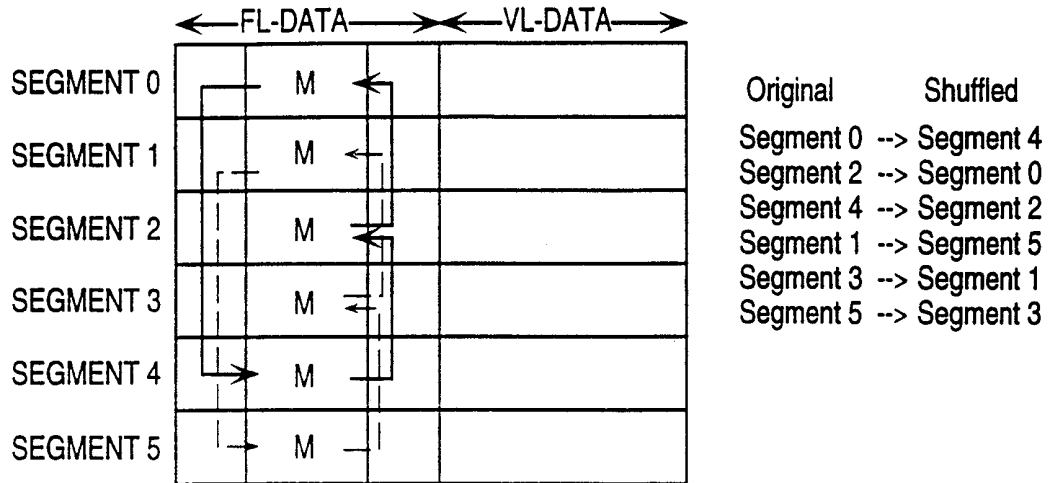 FL-DATA VL-DATA
SEGMENT 0 M
SEGMENT 1 M
SEGMENT 2 M
SEGMENT 3 M
SEGMENT 4 M
SEGMENT 5 M
Original Shuffled
Segment 0 --> Segment 4
Segment 2 --> Segment 0
Segment 4 --> Segment 2
Segment 1 --> Segment 5
Segment 3 --> Segment 1
Segment 5 --> Segment 3